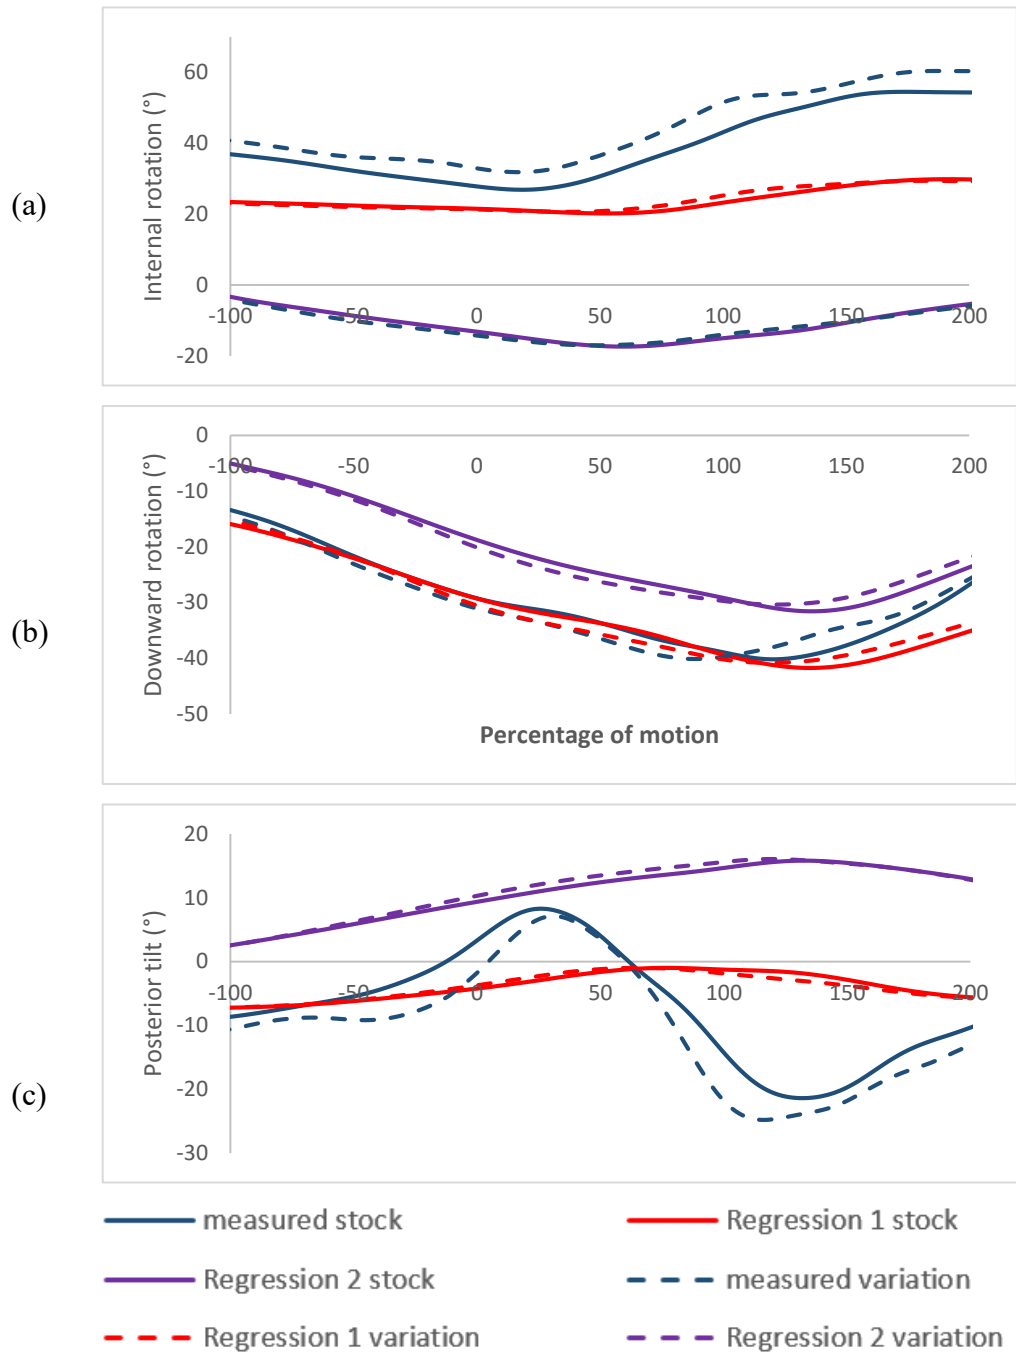 (a)
Internal rotation (°)
60
40
20
0
-20
-100
-50
0
50
100
150
200
(b)
Downward rotation (°)
0
-10
-20
-30
-40
-50
-100
-50
0
50
100
150
200
Percentage of motion
(c)
Posterior tilt (°)
20
10
0
-10
-20
-30
-100
-50
0
50
100
150
200
measured stock
Regression 1 stock
Regression 2 stock
measured variation
Regression 1 variation
Regression 2 variation